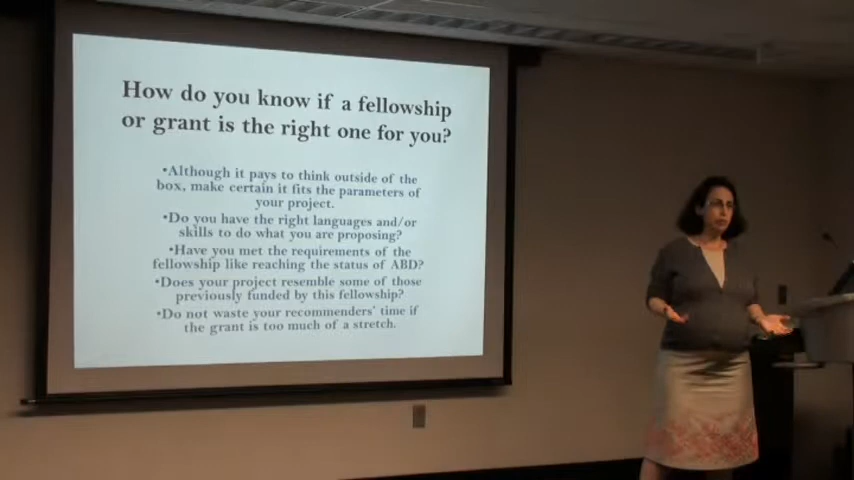 How do you know if a fellowship
or grant is the right one for you?
•Although it pays to think outside of the
box, make certain it fits the parameters of
your project.
•Do you have the right languages and/or
skills to do what you are proposing?
•Have you met the requirements of the
fellowship like reaching the status of ABD?
•Does your project resemble some of those
previously funded by this fellowship?
•Do not waste your recommenders' time if
the grant is too much of a stretch.